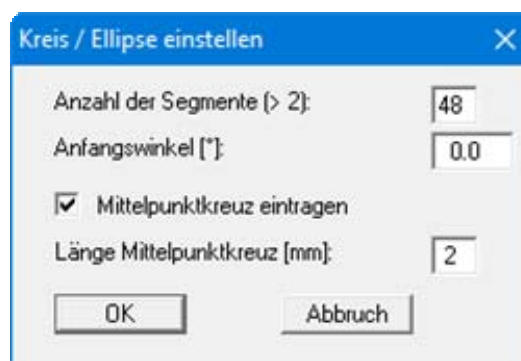 Kreis / Ellipse einstellen
Anzahl der Segmente (> 2): 48
Anfangswinkel [°]: 0.0
Mittelpunktkreuz eintragen
Länge Mittelpunktkreuz [mm]: 2
OK Abbruch